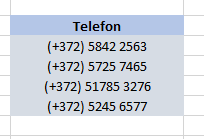 Telefon
(+372) 5842 2563
(+372) 5725 7465
(+372) 51785 3276
(+372) 5245 6577